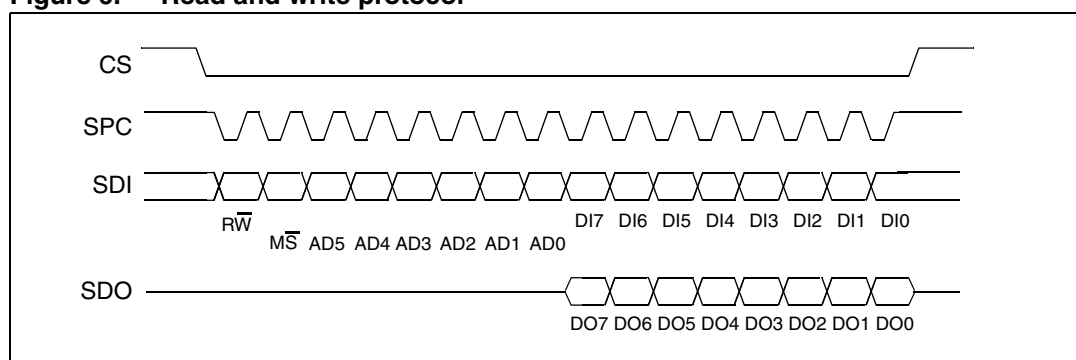 Figure 6. Read and write protocol
CS
SPC
SDI
RW̅
DI7 DI6 DI5 DI4 DI3 DI2 DI1 DI0
MS̅ AD5 AD4 AD3 AD2 AD1 AD0
SDO
DO7 DO6 DO5 DO4 DO3 DO2 DO1 DO0